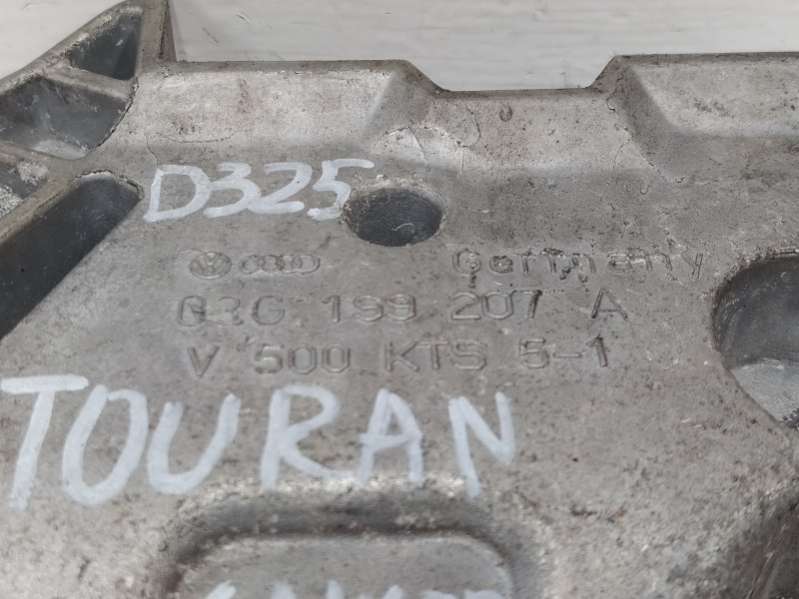 D325
Germany
03G 199 207 A
V 500 KTS 5-1
TOURAN